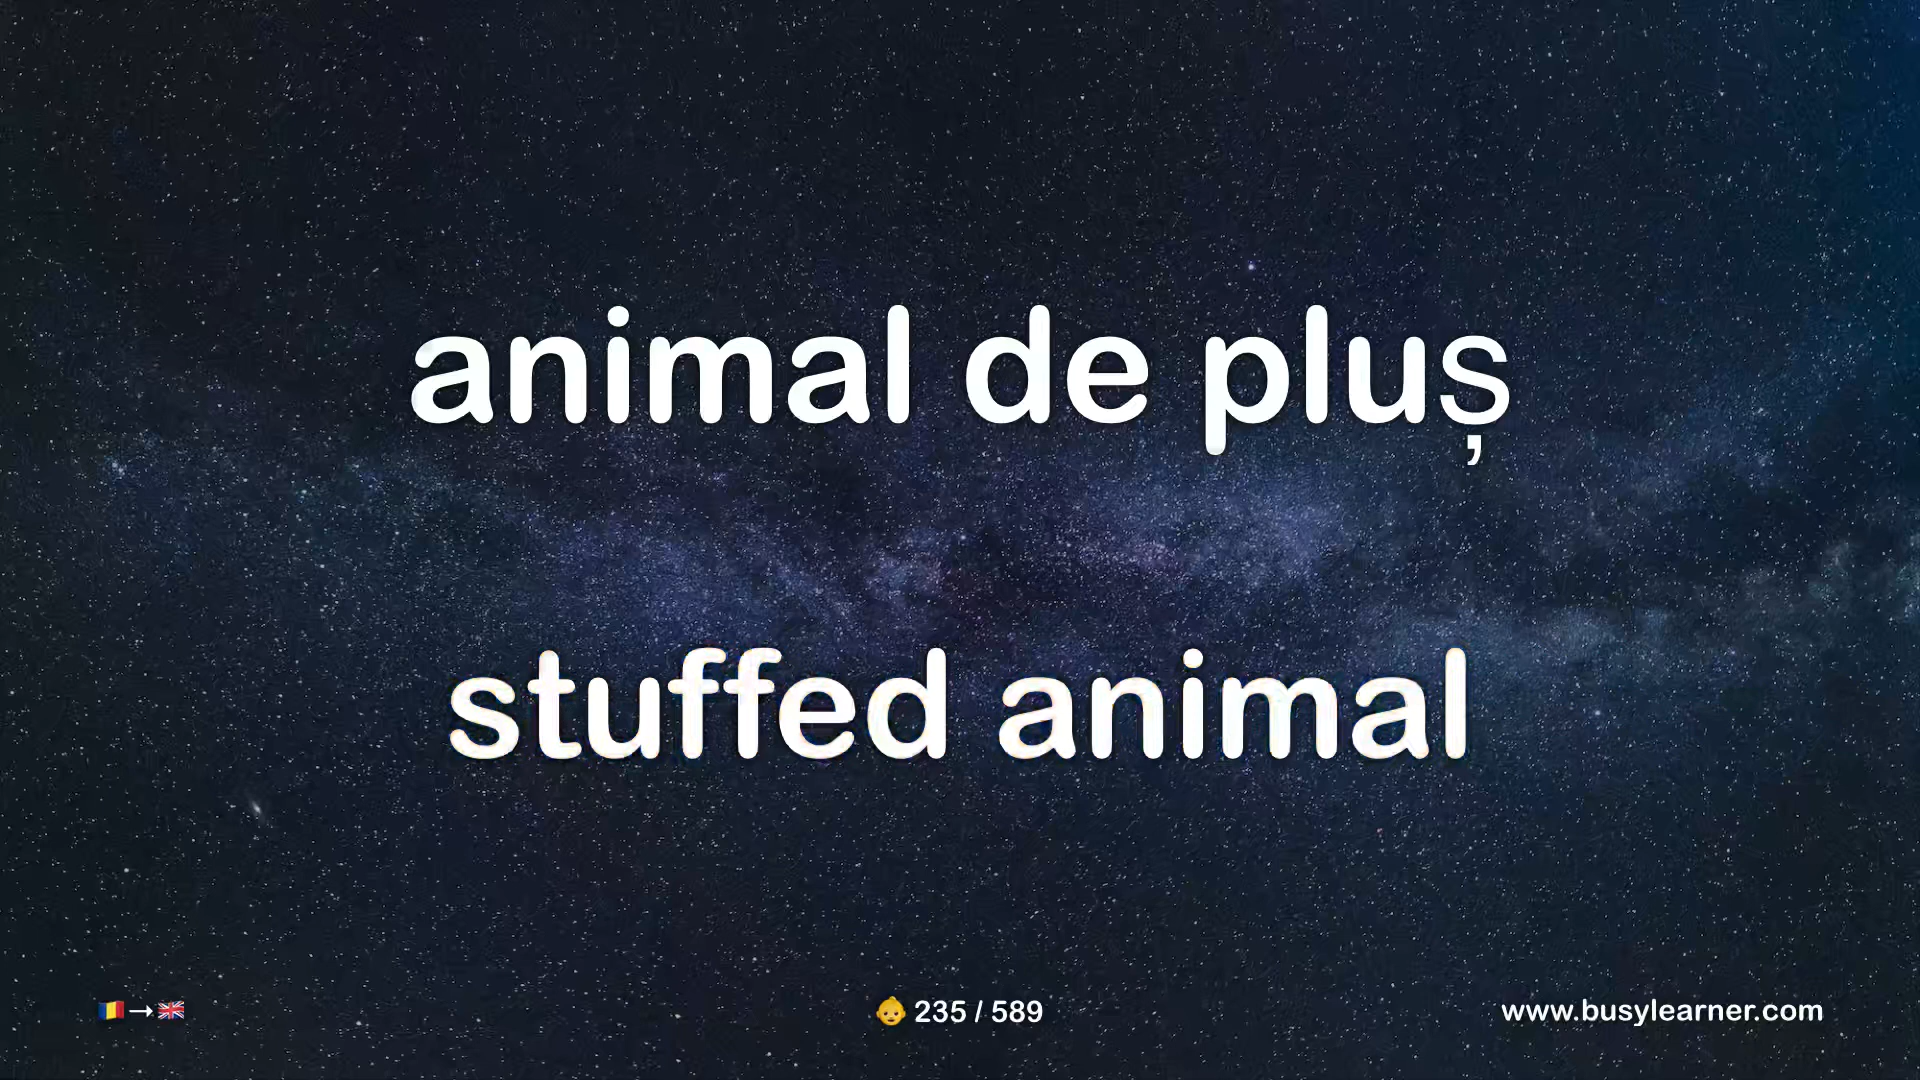 animal de pluș
stuffed animal
🇷🇴→🇬🇧 👶 235 / 589 www.busylearner.com